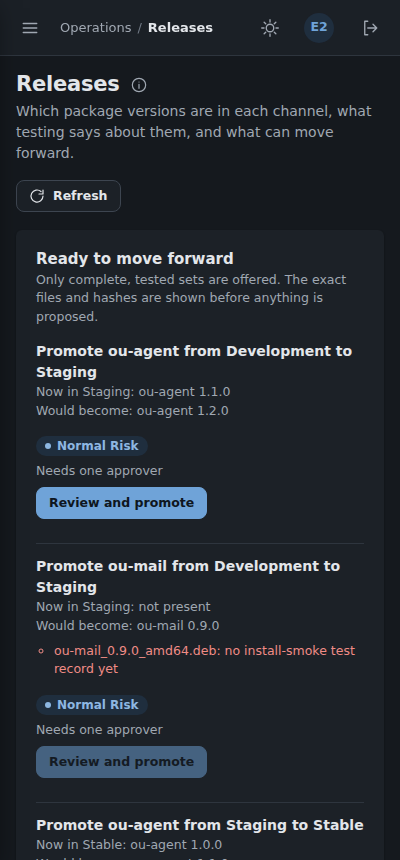 Operations / Releases
E2
Releases
Which package versions are in each channel, what
testing says about them, and what can move
forward.
Refresh
Ready to move forward
Only complete, tested sets are offered. The exact
files and hashes are shown before anything is
proposed.
Promote ou-agent from Development to
Staging
Now in Staging: ou-agent 1.1.0
Would become: ou-agent 1.2.0
Normal Risk
Needs one approver
Review and promote
Promote ou-mail from Development to
Staging
Now in Staging: not present
Would become: ou-mail 0.9.0
ou-mail_0.9.0_amd64.deb: no install-smoke test
record yet
Normal Risk
Needs one approver
Review and promote
Promote ou-agent from Staging to Stable
Now in Stable: ou-agent 1.0.0